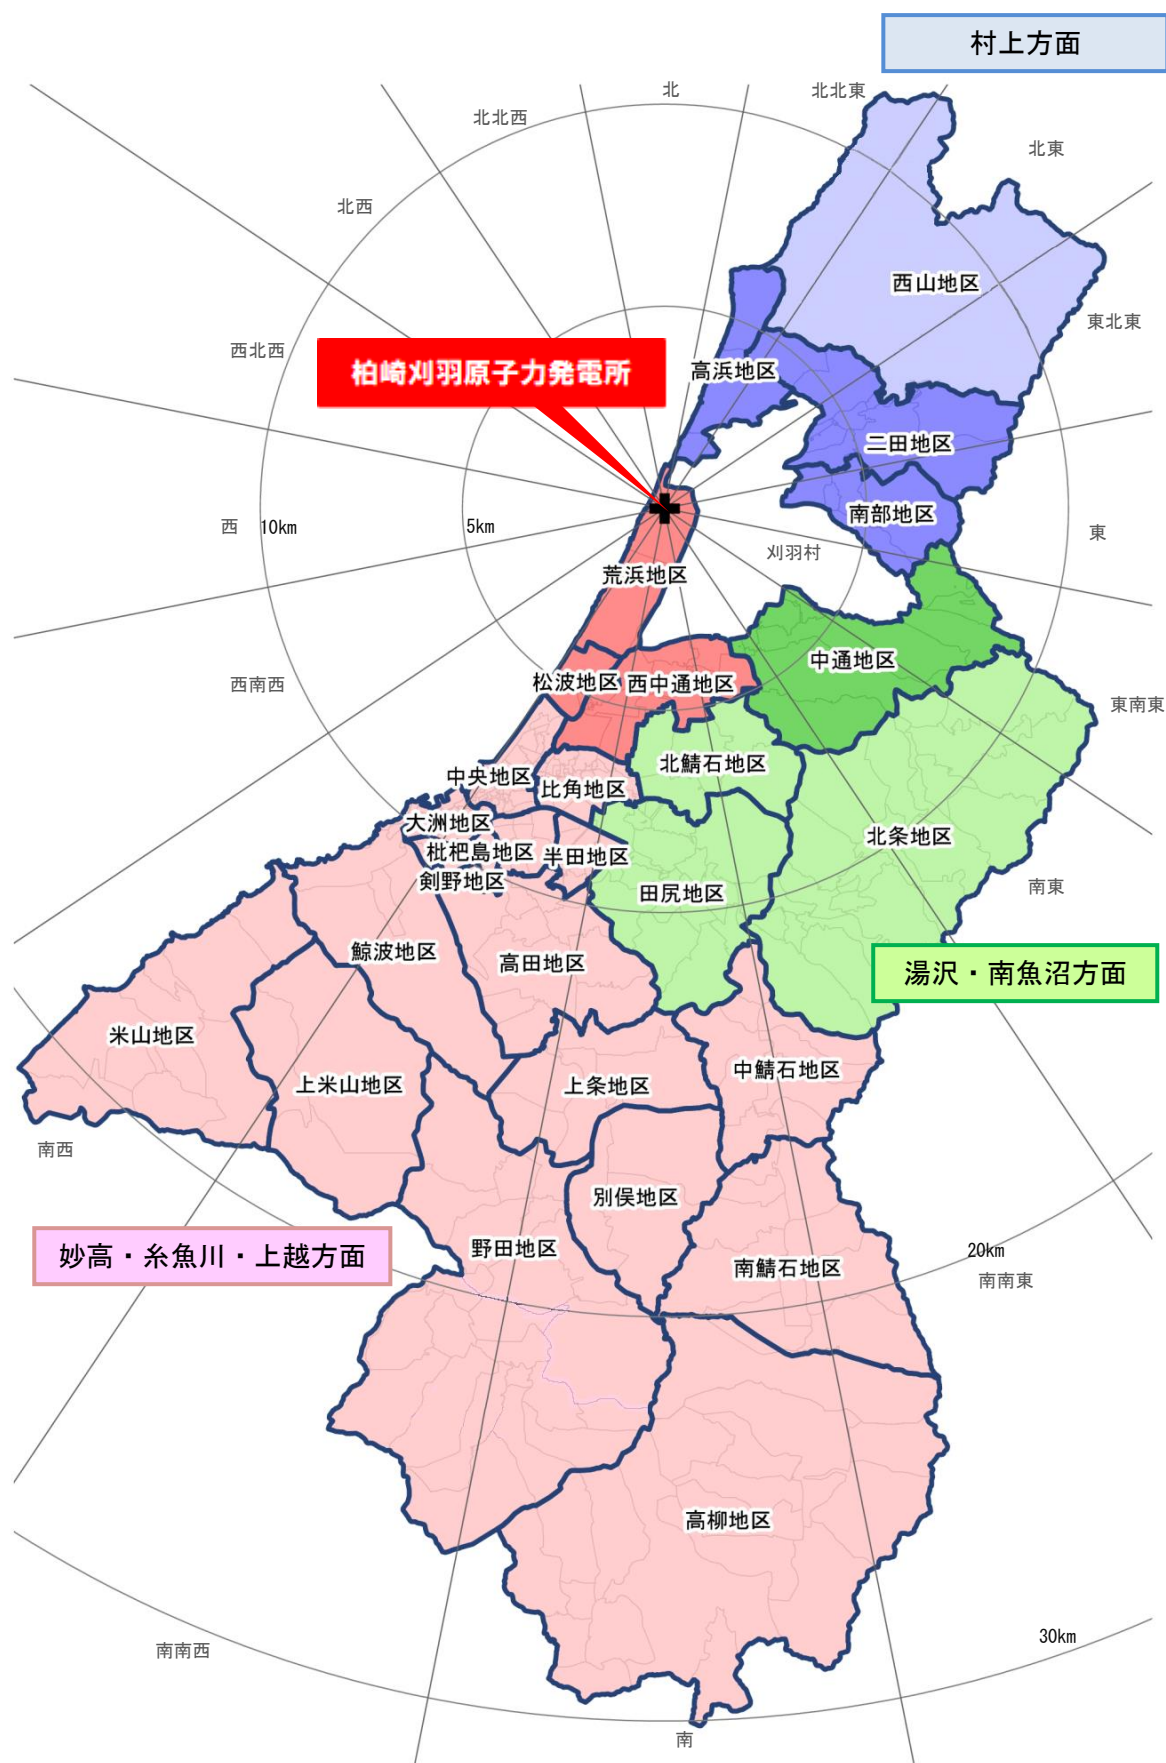 村上方面
北
北北東
北北西
北東
北西
西山地区
東北東
西北西
高浜地区
柏崎刈羽原子力発電所
二田地区
南部地区
西
10km
5km
東
刈羽村
荒浜地区
中通地区
松波地区
西中通地区
西南西
東南東
北鯖石地区
中央地区
比角地区
大洲地区
北条地区
枇杷島地区
半田地区
剣野地区
南東
田尻地区
鯨波地区
高田地区
湯沢・南魚沼方面
米山地区
中鯖石地区
上米山地区
上条地区
南西
別俣地区
妙高・糸魚川・上越方面
野田地区
20km
南鯖石地区
南南東
高柳地区
30km
南南西
南